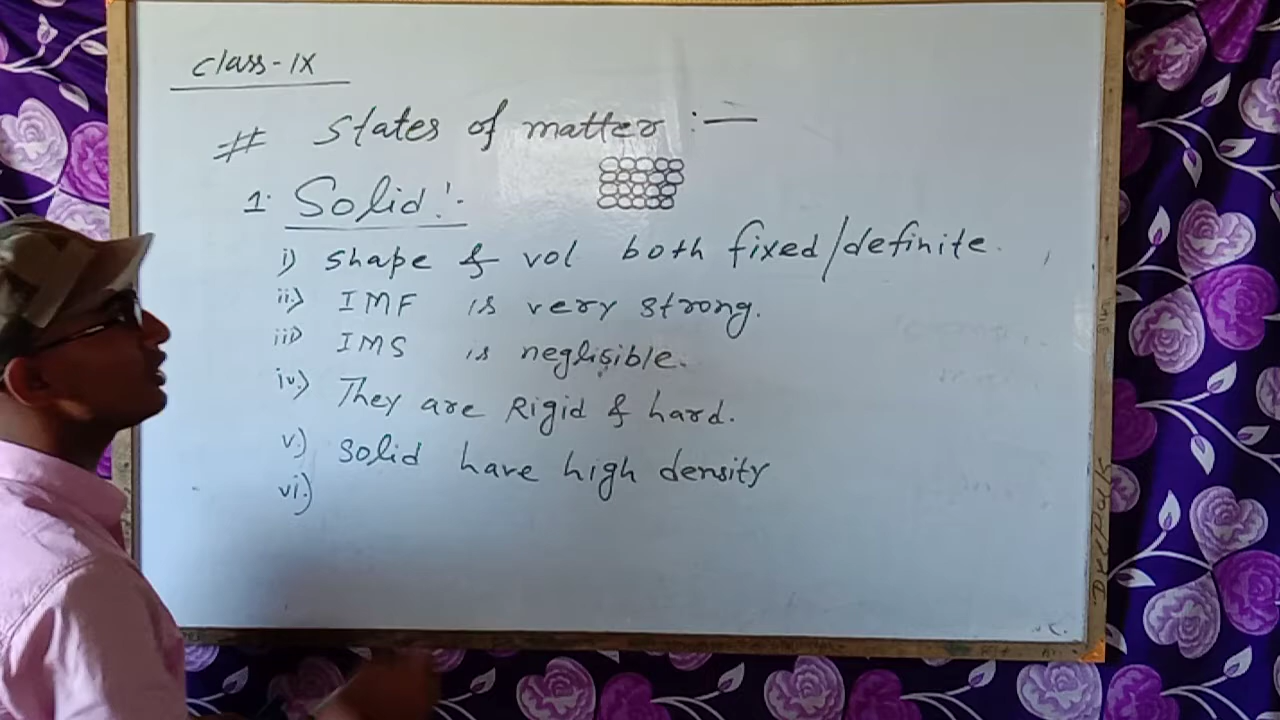 Class-IX
# States of matter :—
1. Solid:-
i) Shape & vol both fixed/definite.
ii) IMF is very strong.
iii) IMS is neglisible.
iv.) They are Rigid & hard.
v.) Solid have high density
vi.)